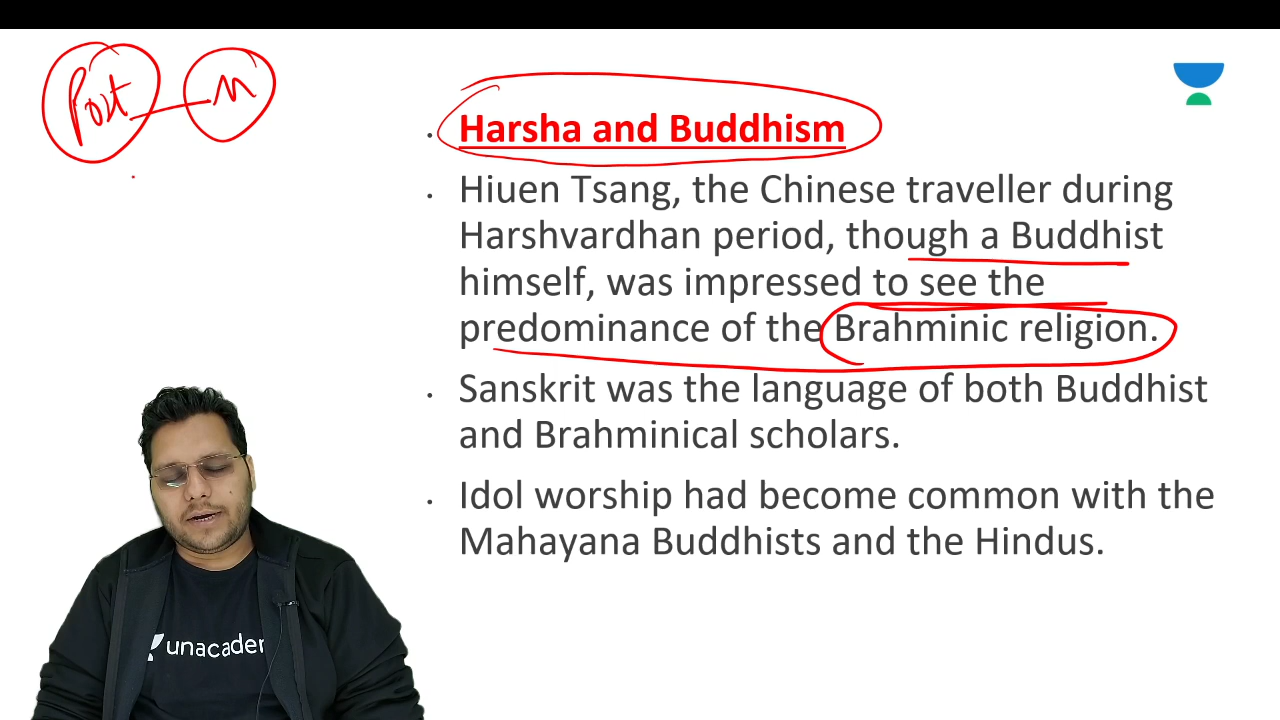 Post - M
Harsha and Buddhism
Hiuen Tsang, the Chinese traveller during
Harshvardhan period, though a Buddhist
himself, was impressed to see the
predominance of the Brahminic religion.
Sanskrit was the language of both Buddhist
and Brahminical scholars.
Idol worship had become common with the
Mahayana Buddhists and the Hindus.
unacader